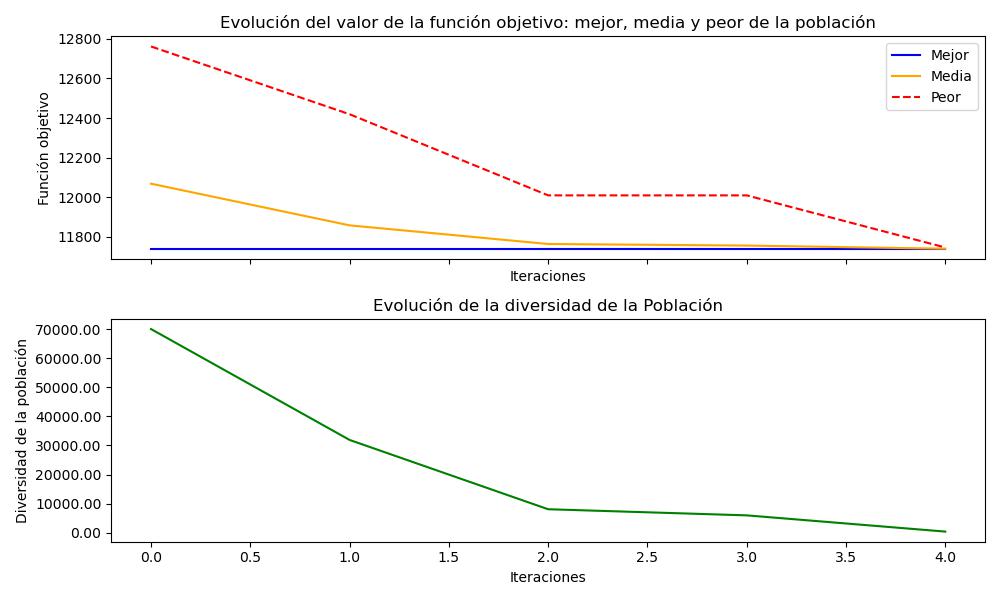 Evolución del valor de la función objetivo: mejor, media y peor de la población
12800
12600
12400
12200
12000
11800
Función objetivo
Mejor
Media
Peor
Iteraciones
Evolución de la diversidad de la Población
70000.00
60000.00
50000.00
40000.00
30000.00
20000.00
10000.00
0.00
Diversidad de la población
0.0 0.5 1.0 1.5 2.0 2.5 3.0 3.5 4.0
Iteraciones